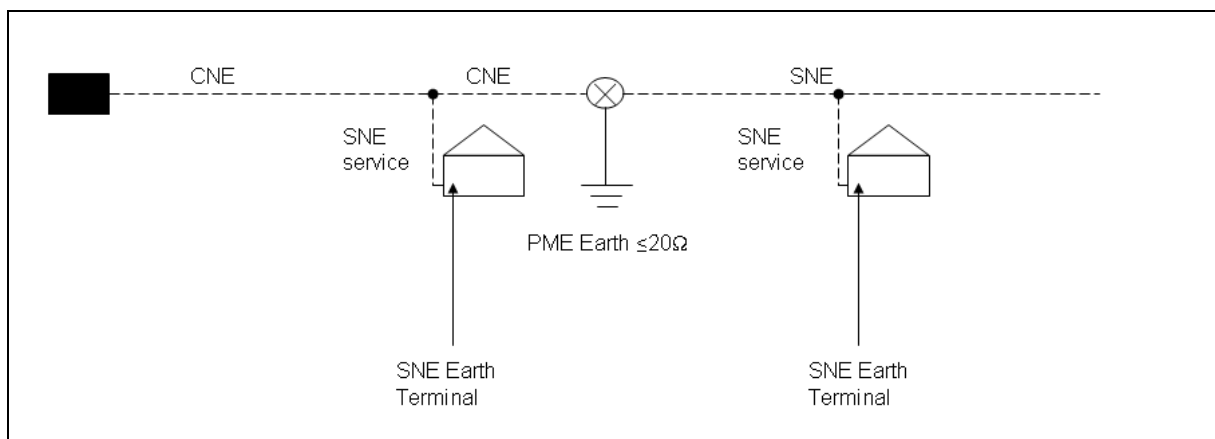 CNE
CNE
SNE
SNE
service
SNE
service
PME Earth ≤20Ω
SNE Earth
Terminal
SNE Earth
Terminal